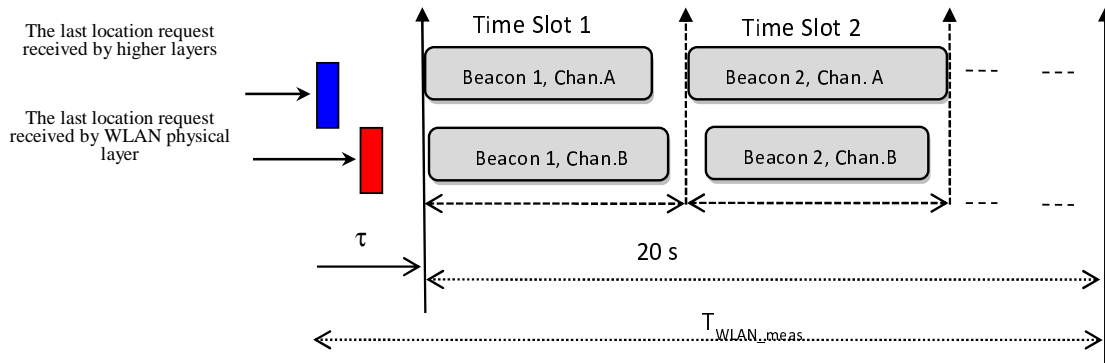 The last location request
received by higher layers
The last location request
received by WLAN physical
layer
Time Slot 1
Time Slot 2
Beacon 1, Chan.A
Beacon 2, Chan. A
Beacon 1, Chan.B
Beacon 2, Chan.B
τ
20 s
TWLAN_meas